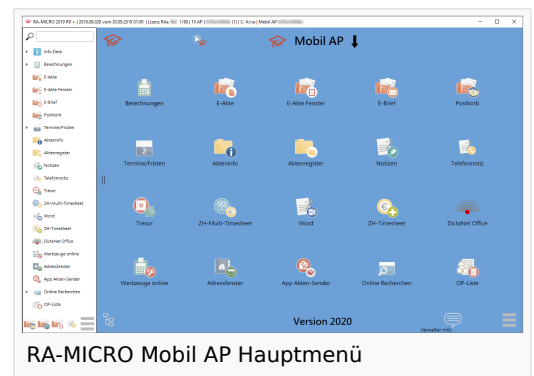 RA-MICRO 2019 PD
Mobil AP
Info Desk
Berechnungen
E-Akte
E-Akte Fenster
E-Brief
Postkorb
Termine/Fristen
Akteninfo
Aktenregister
Notizen
Telefonnotiz
Tresor
ZH-Multi-Timesheet
Word
ZH-Timesheet
DictaNet Office
Werkzeuge online
Adressfenster
App Akten-Sender
Online Recherchen
OP-Liste
Berechnungen E-Akte E-Akte Fenster E-Brief Postkorb
2
Termine/Fristen Akteninfo Aktenregister Notizen Telefonnotiz
Tresor ZH-Multi-Timesheet Word ZH-Timesheet DictaNet Office
Werkzeuge online Adressfenster App Akten-Sender Online Recherchen OP-Liste
Version 2020
Verwalter Info
RA-MICRO Mobil AP Hauptmenü